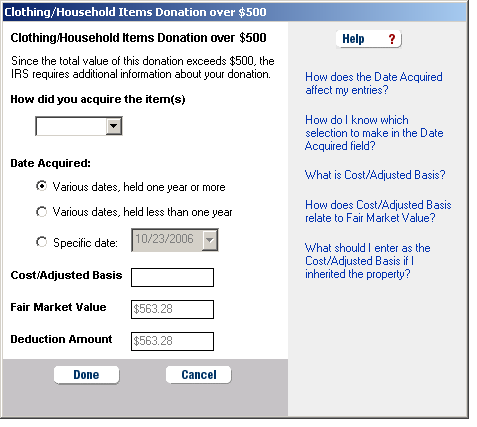 Clothing/Household Items Donation over $500
Clothing/Household Items Donation over $500
Since the total value of this donation exceeds $500, the
IRS requires additional information about your donation.
How did you acquire the item(s)
Date Acquired:
Various dates, held one year or more
Various dates, held less than one year
Specific date: 10/23/2006
Cost/Adjusted Basis
Fair Market Value $563.28
Deduction Amount $563.28
Done Cancel
Help ?
How does the Date Acquired
affect my entries?
How do I know which
selection to make in the Date
Acquired field?
What is Cost/Adjusted Basis?
How does Cost/Adjusted Basis
relate to Fair Market Value?
What should I enter as the
Cost/Adjusted Basis if I
inherited the property?